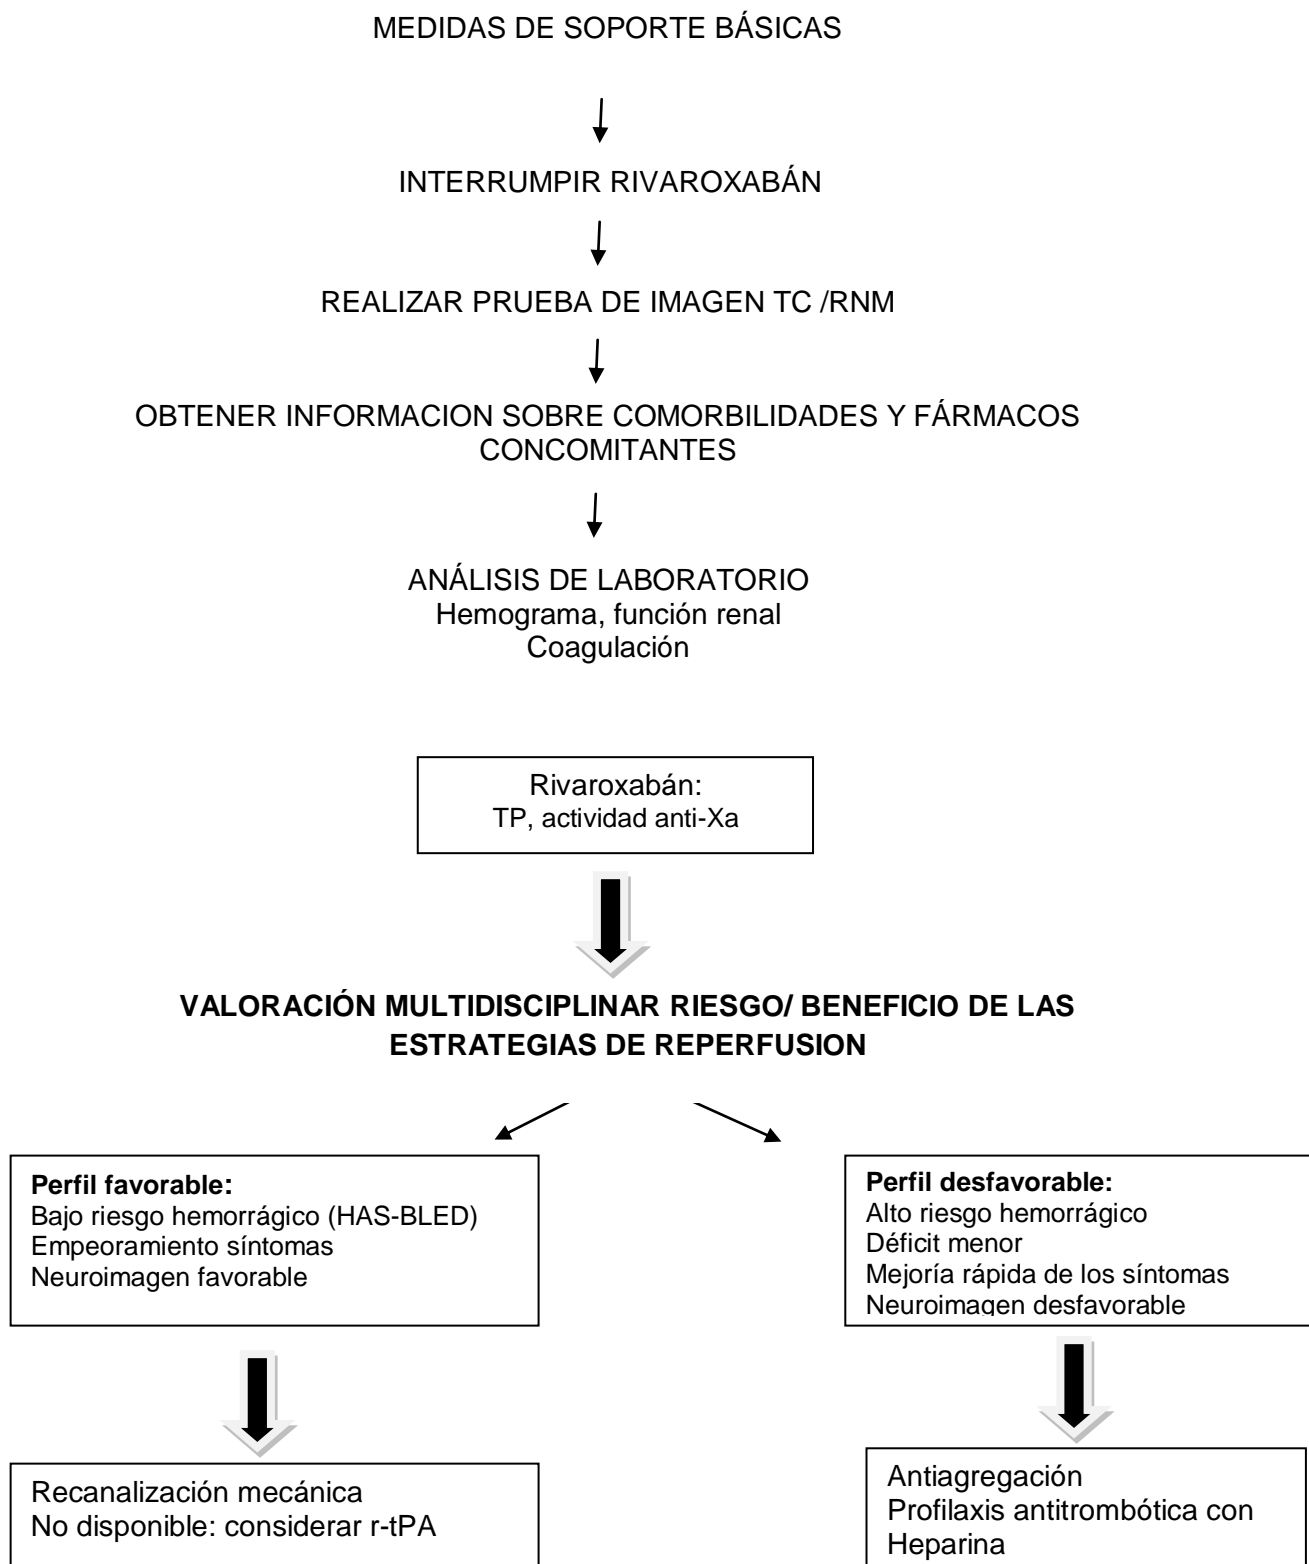 MEDIDAS DE SOPORTE BÁSICAS
INTERRUMPIR RIVAROXABÁN
REALIZAR PRUEBA DE IMAGEN TC /RNM
OBTENER INFORMACION SOBRE COMORBILIDADES Y FÁRMACOS
CONCOMITANTES
ANÁLISIS DE LABORATORIO
Hemograma, función renal
Coagulación
Rivaroxabán:
TP, actividad anti-Xa
VALORACIÓN MULTIDISCIPLINAR RIESGO/ BENEFICIO DE LAS
ESTRATEGIAS DE REPERFUSION
Perfil favorable:
Bajo riesgo hemorrágico (HAS-BLED)
Empeoramiento síntomas
Neuroimagen favorable
Perfil desfavorable:
Alto riesgo hemorrágico
Déficit menor
Mejoría rápida de los síntomas
Neuroimagen desfavorable
Recanalización mecánica
No disponible: considerar r-tPA
Antiagregación
Profilaxis antitrombótica con
Heparina